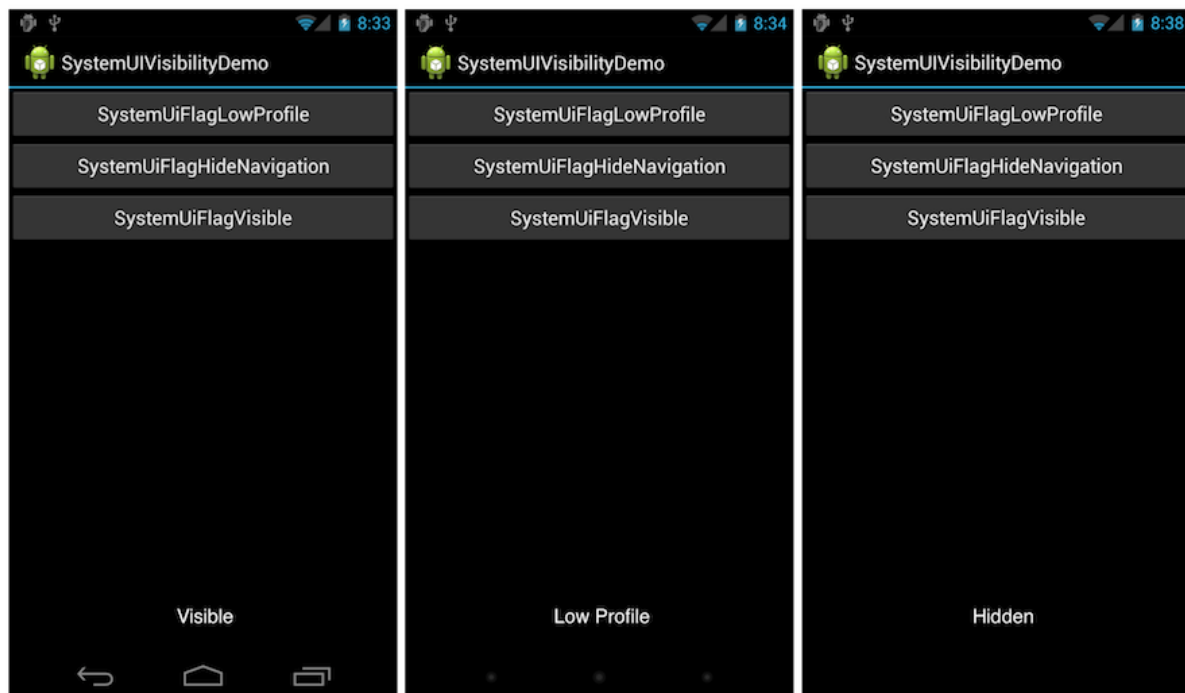 8:33
SystemUIVisibilityDemo
SystemUiFlagLowProfile
SystemUiFlagHideNavigation
SystemUiFlagVisible
Visible
8:34
SystemUIVisibilityDemo
SystemUiFlagLowProfile
SystemUiFlagHideNavigation
SystemUiFlagVisible
Low Profile
8:38
SystemUIVisibilityDemo
SystemUiFlagLowProfile
SystemUiFlagHideNavigation
SystemUiFlagVisible
Hidden